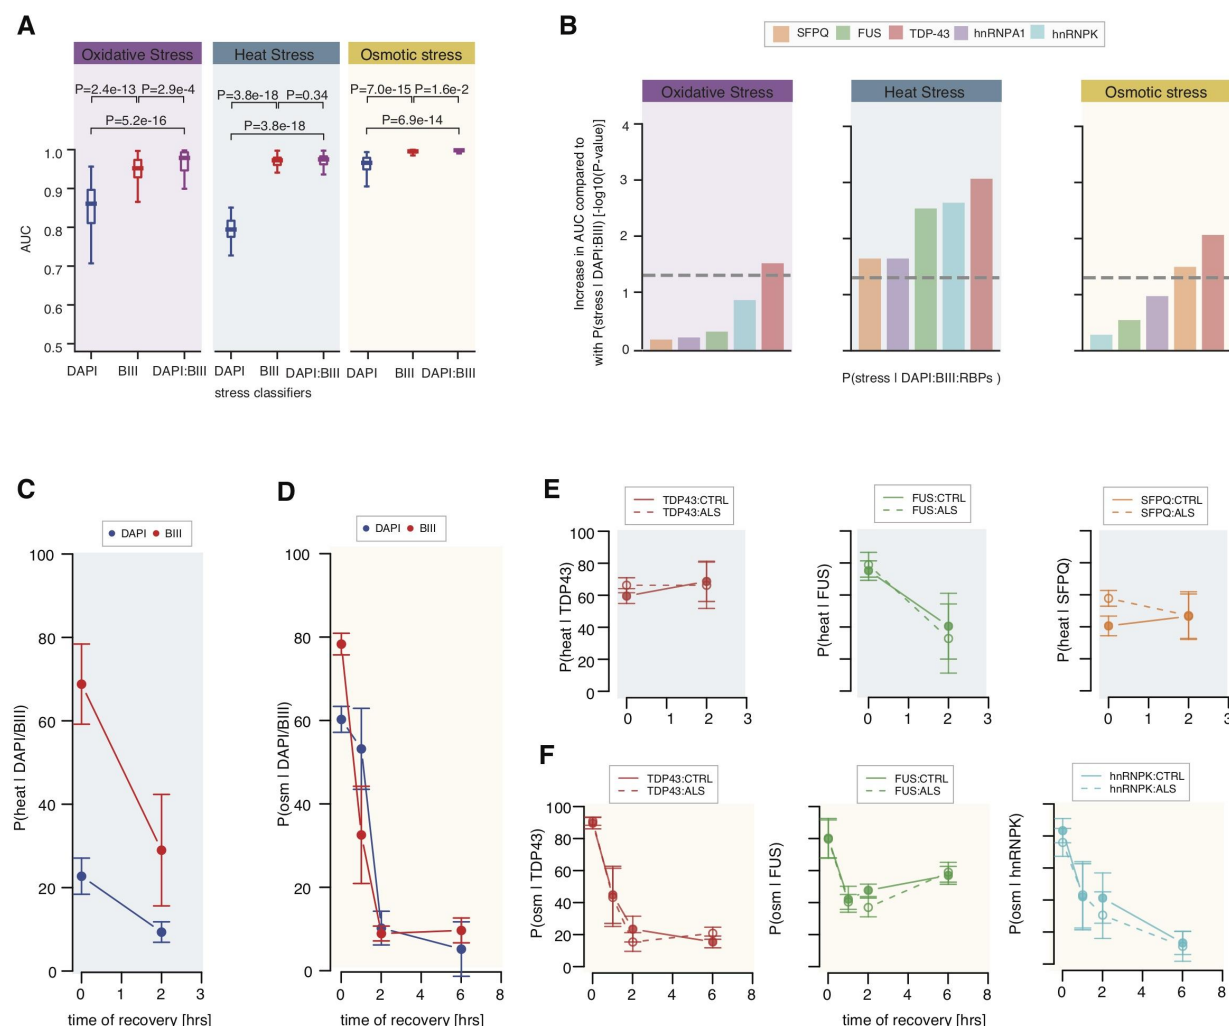 A
Oxidative Stress
Heat Stress
Osmotic stress
P=2.4e-13 P=2.9e-4
P=3.8e-18 P=0.34
P=7.0e-15 P=1.6e-2
P=5.2e-16
P=3.8e-18
P=6.9e-14
AUC
1.0
0.9
0.8
0.7
0.6
0.5
DAPI BIII DAPI:BIII
DAPI BIII DAPI:BIII
DAPI BIII DAPI:BIII
stress classifiers
B
SFPQ FUS TDP-43 hnRNPA1 hnRNPK
Oxidative Stress
Heat Stress
Osmotic stress
Increase in AUC compared to
with P(stress I DAPI:BIII) [-log10(P-value)]
4
3
2
1
0
P(stress I DAPI:BIII:RBPs )
C
DAPI BIII
P(heat I DAPI/BIII)
100
80
60
40
20
0
0 1 2 3
time of recovery [hrs]
D
DAPI BIII
P(osm I DAPI/BIII)
100
80
60
40
20
0
0 2 4 6 8
time of recovery [hrs]
E
TDP43:CTRL
TDP43:ALS
P(heat I TDP43)
100
80
60
40
20
0
0 1 2 3
FUS:CTRL
FUS:ALS
P(heat I FUS)
0 1 2 3
SFPQ:CTRL
SFPQ:ALS
P(heat I SFPQ)
0 1 2 3
F
TDP43:CTRL
TDP43:ALS
P(osm I TDP43)
100
80
60
40
20
0
0 2 4 6 8
FUS:CTRL
FUS:ALS
P(osm I FUS)
0 2 4 6 8
time of recovery [hrs]
hnRNPK:CTRL
hnRNPK:ALS
P(osm I hnRNPK)
0 2 4 6 8